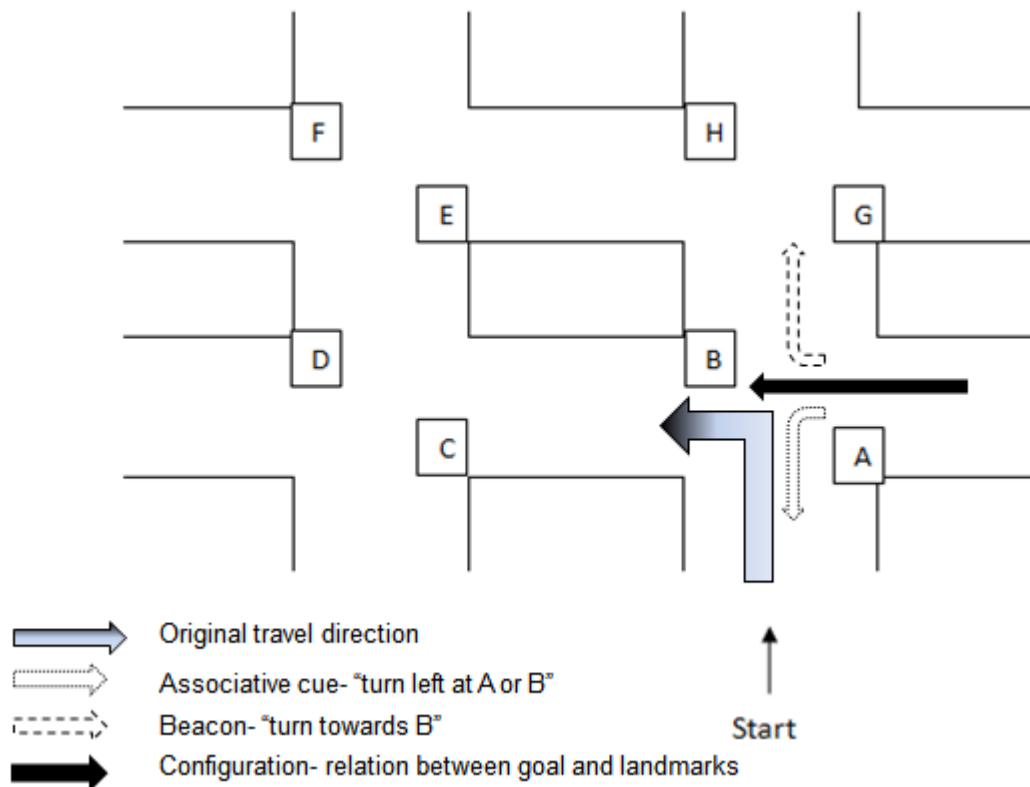 F
H
E
G
D
B
C
A
Original travel direction
Associative cue- “turn left at A or B”
Beacon- “turn towards B”
Start
Configuration- relation between goal and landmarks